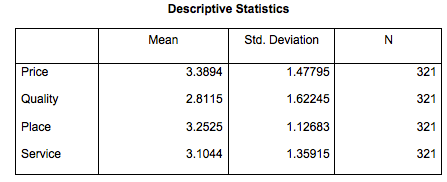 Descriptive Statistics
Mean Std. Deviation N
Price 3.3894 1.47795 321
Quality 2.8115 1.62245 321
Place 3.2525 1.12683 321
Service 3.1044 1.35915 321